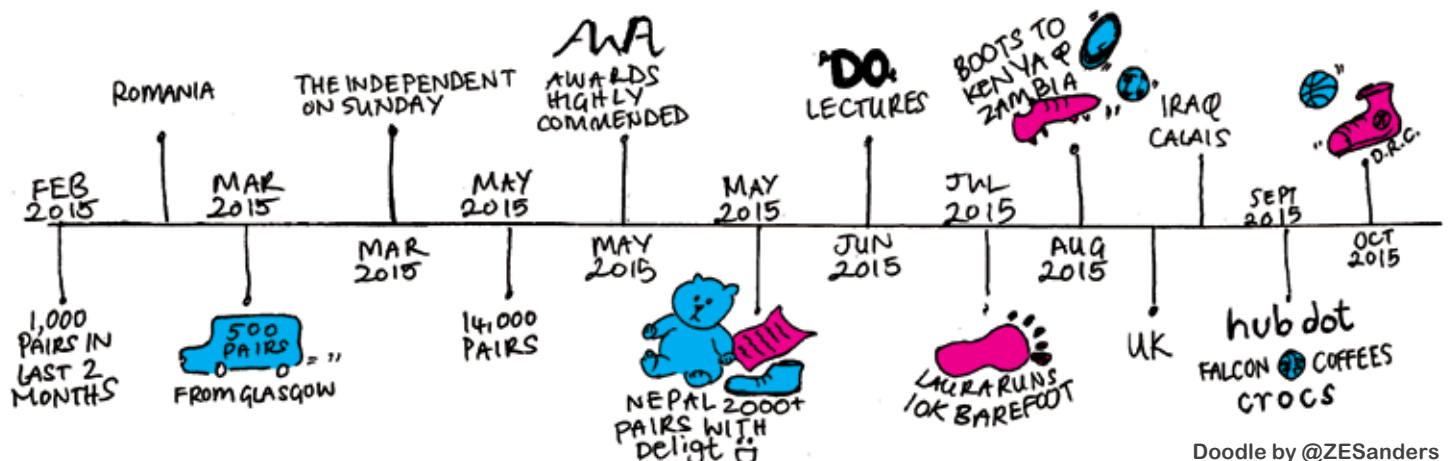 FEB
2015
1,000
PAIRS IN
LAST 2
MONTHS
ROMANIA
MAR
2015
500
PAIRS
FROM GLASGOW
THE INDEPENDENT
ON SUNDAY
MAR
2015
MAY
2015
14,000
PAIRS
AWA
AWARDS
HIGHLY
COMMENDED
MAY
2015
MAY
2015
NEPAL 2000+
PAIRS WITH
Deligt
DO
LECTURES
JUN
2015
JUL
2015
LAURA RUNS
10K BAREFOOT
BOOTS TO
KENYA &
ZAMBIA
AUG
2015
UK
IRAQ
CALAIS
SEPT
2015
hub dot
FALCON COFFEES
crocs
D.R.C.
OCT
2015
Doodle by @ZESanders